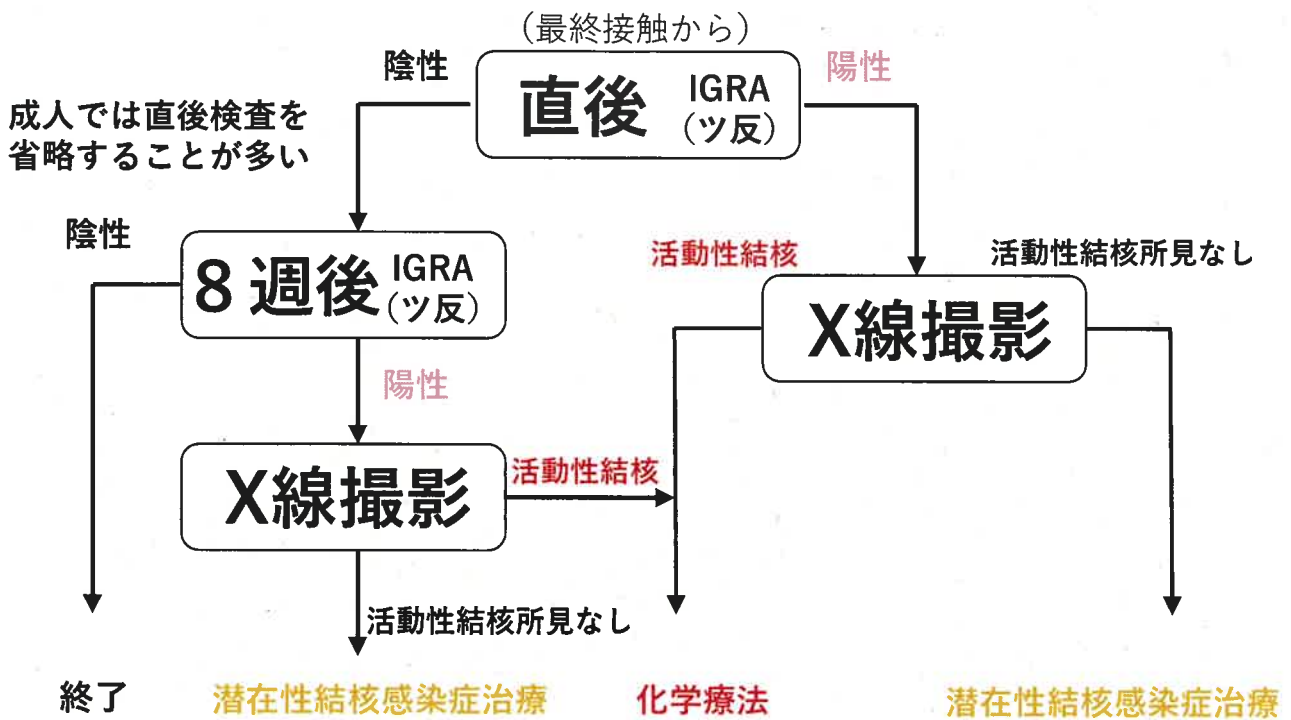 （最終接触から）
陰性
直後 IGRA
（ツ反）
陽性
成人では直後検査を
省略することが多い
陰性
8 週後 IGRA
（ツ反）
活動性結核
活動性結核所見なし
X線撮影
陽性
X線撮影
活動性結核
活動性結核所見なし
終了
潜在性結核感染症治療
化学療法
潜在性結核感染症治療